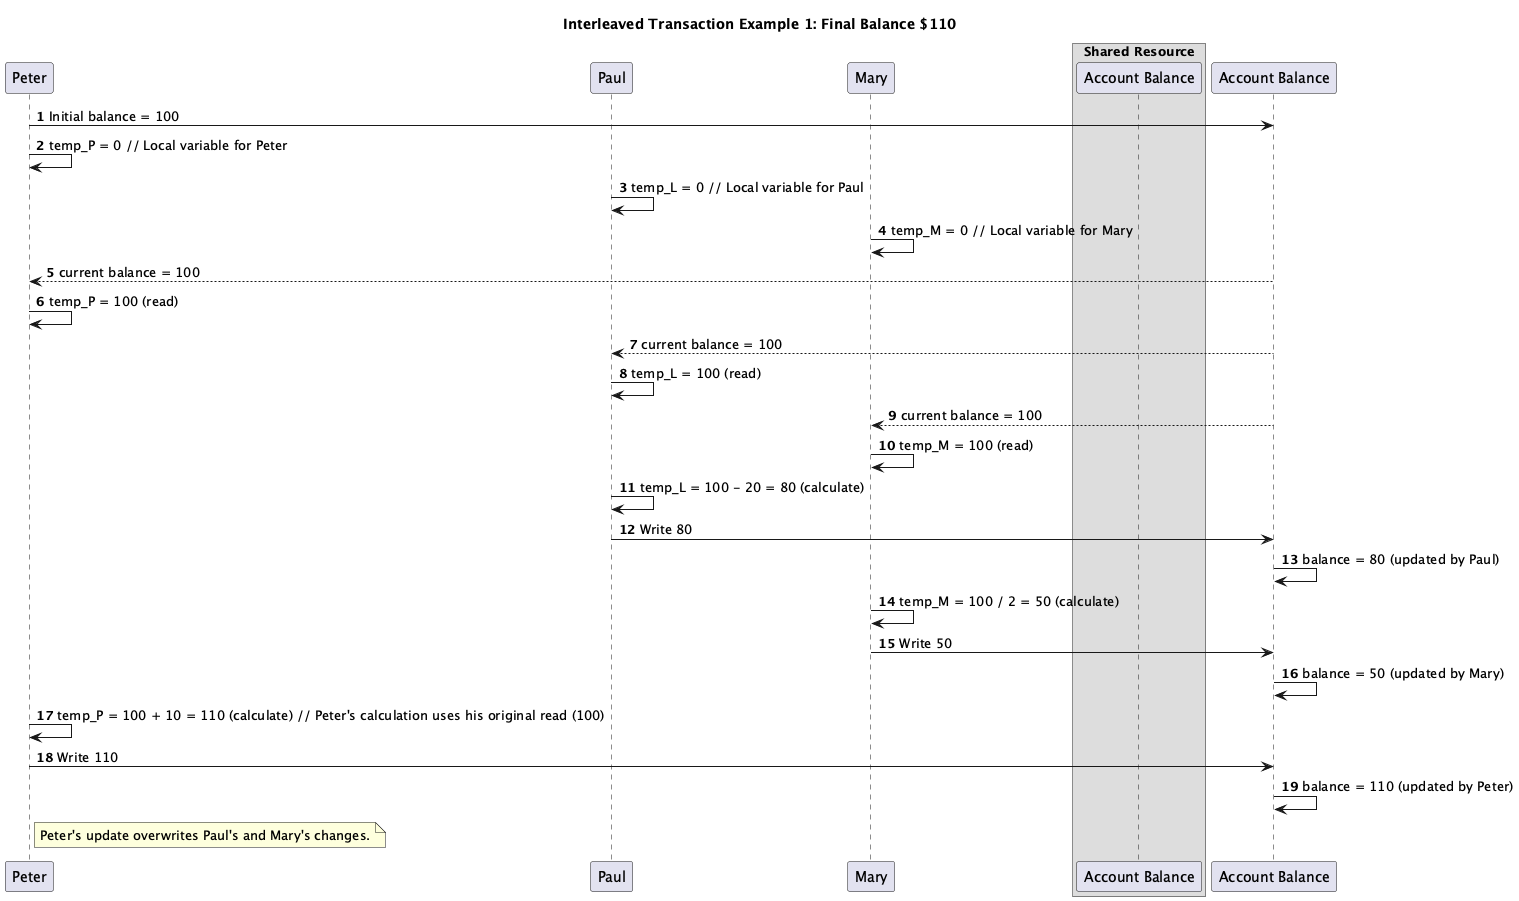 Interleaved Transaction Example 1: Final Balance $110
Shared Resource
Peter
Paul
Mary
Account Balance
Account Balance
1 Initial balance = 100
2 temp_P = 0 // Local variable for Peter
3 temp_L = 0 // Local variable for Paul
4 temp_M = 0 // Local variable for Mary
5 current balance = 100
6 temp_P = 100 (read)
7 current balance = 100
8 temp_L = 100 (read)
9 current balance = 100
10 temp_M = 100 (read)
11 temp_L = 100 - 20 = 80 (calculate)
12 Write 80
13 balance = 80 (updated by Paul)
14 temp_M = 100 / 2 = 50 (calculate)
15 Write 50
16 balance = 50 (updated by Mary)
17 temp_P = 100 + 10 = 110 (calculate) // Peter's calculation uses his original read (100)
18 Write 110
19 balance = 110 (updated by Peter)
Peter's update overwrites Paul's and Mary's changes.
Peter
Paul
Mary
Account Balance
Account Balance